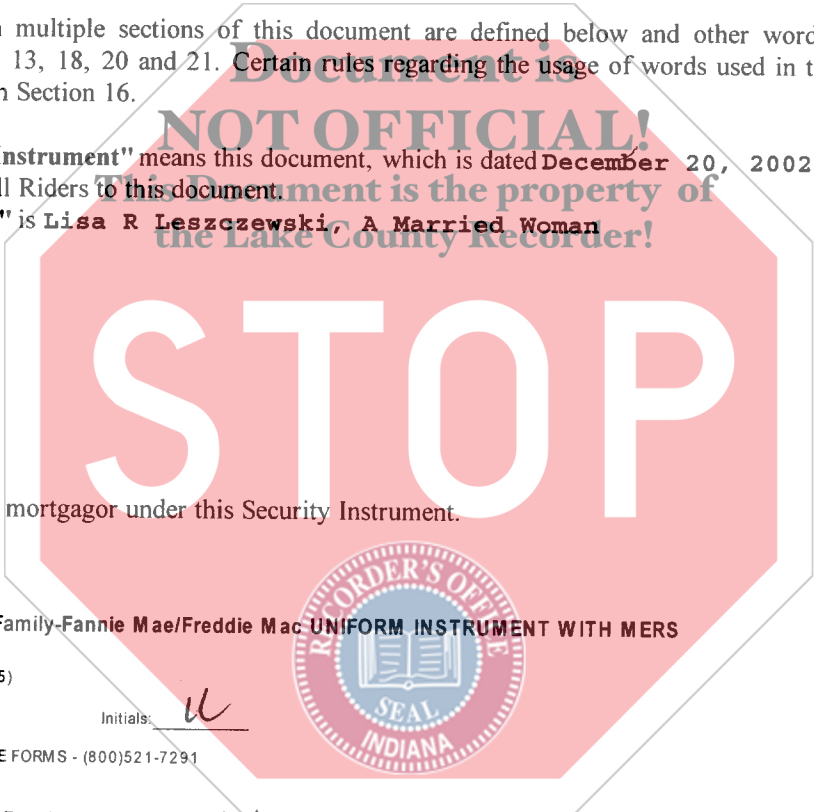 multiple sections of this document are defined below and other word
13, 18, 20 and 21. Certain rules regarding the usage of words used in t
Section 16.
Document is
NOT OFFICIAL!
Instrument" means this document, which is dated December 20, 2002
ll Riders to this document.
This Document is the property of
" is Lisa R Leszczewski, A Married Woman
the Lake County Recorder!
STOP
mortgagor under this Security Instrument.
Family-Fannie Mae/Freddie Mac UNIFORM INSTRUMENT WITH MERS
5)
Initials: LL
E FORMS - (800)521-7291
RECORDER'S OFFICE
SEAL
INDIANA